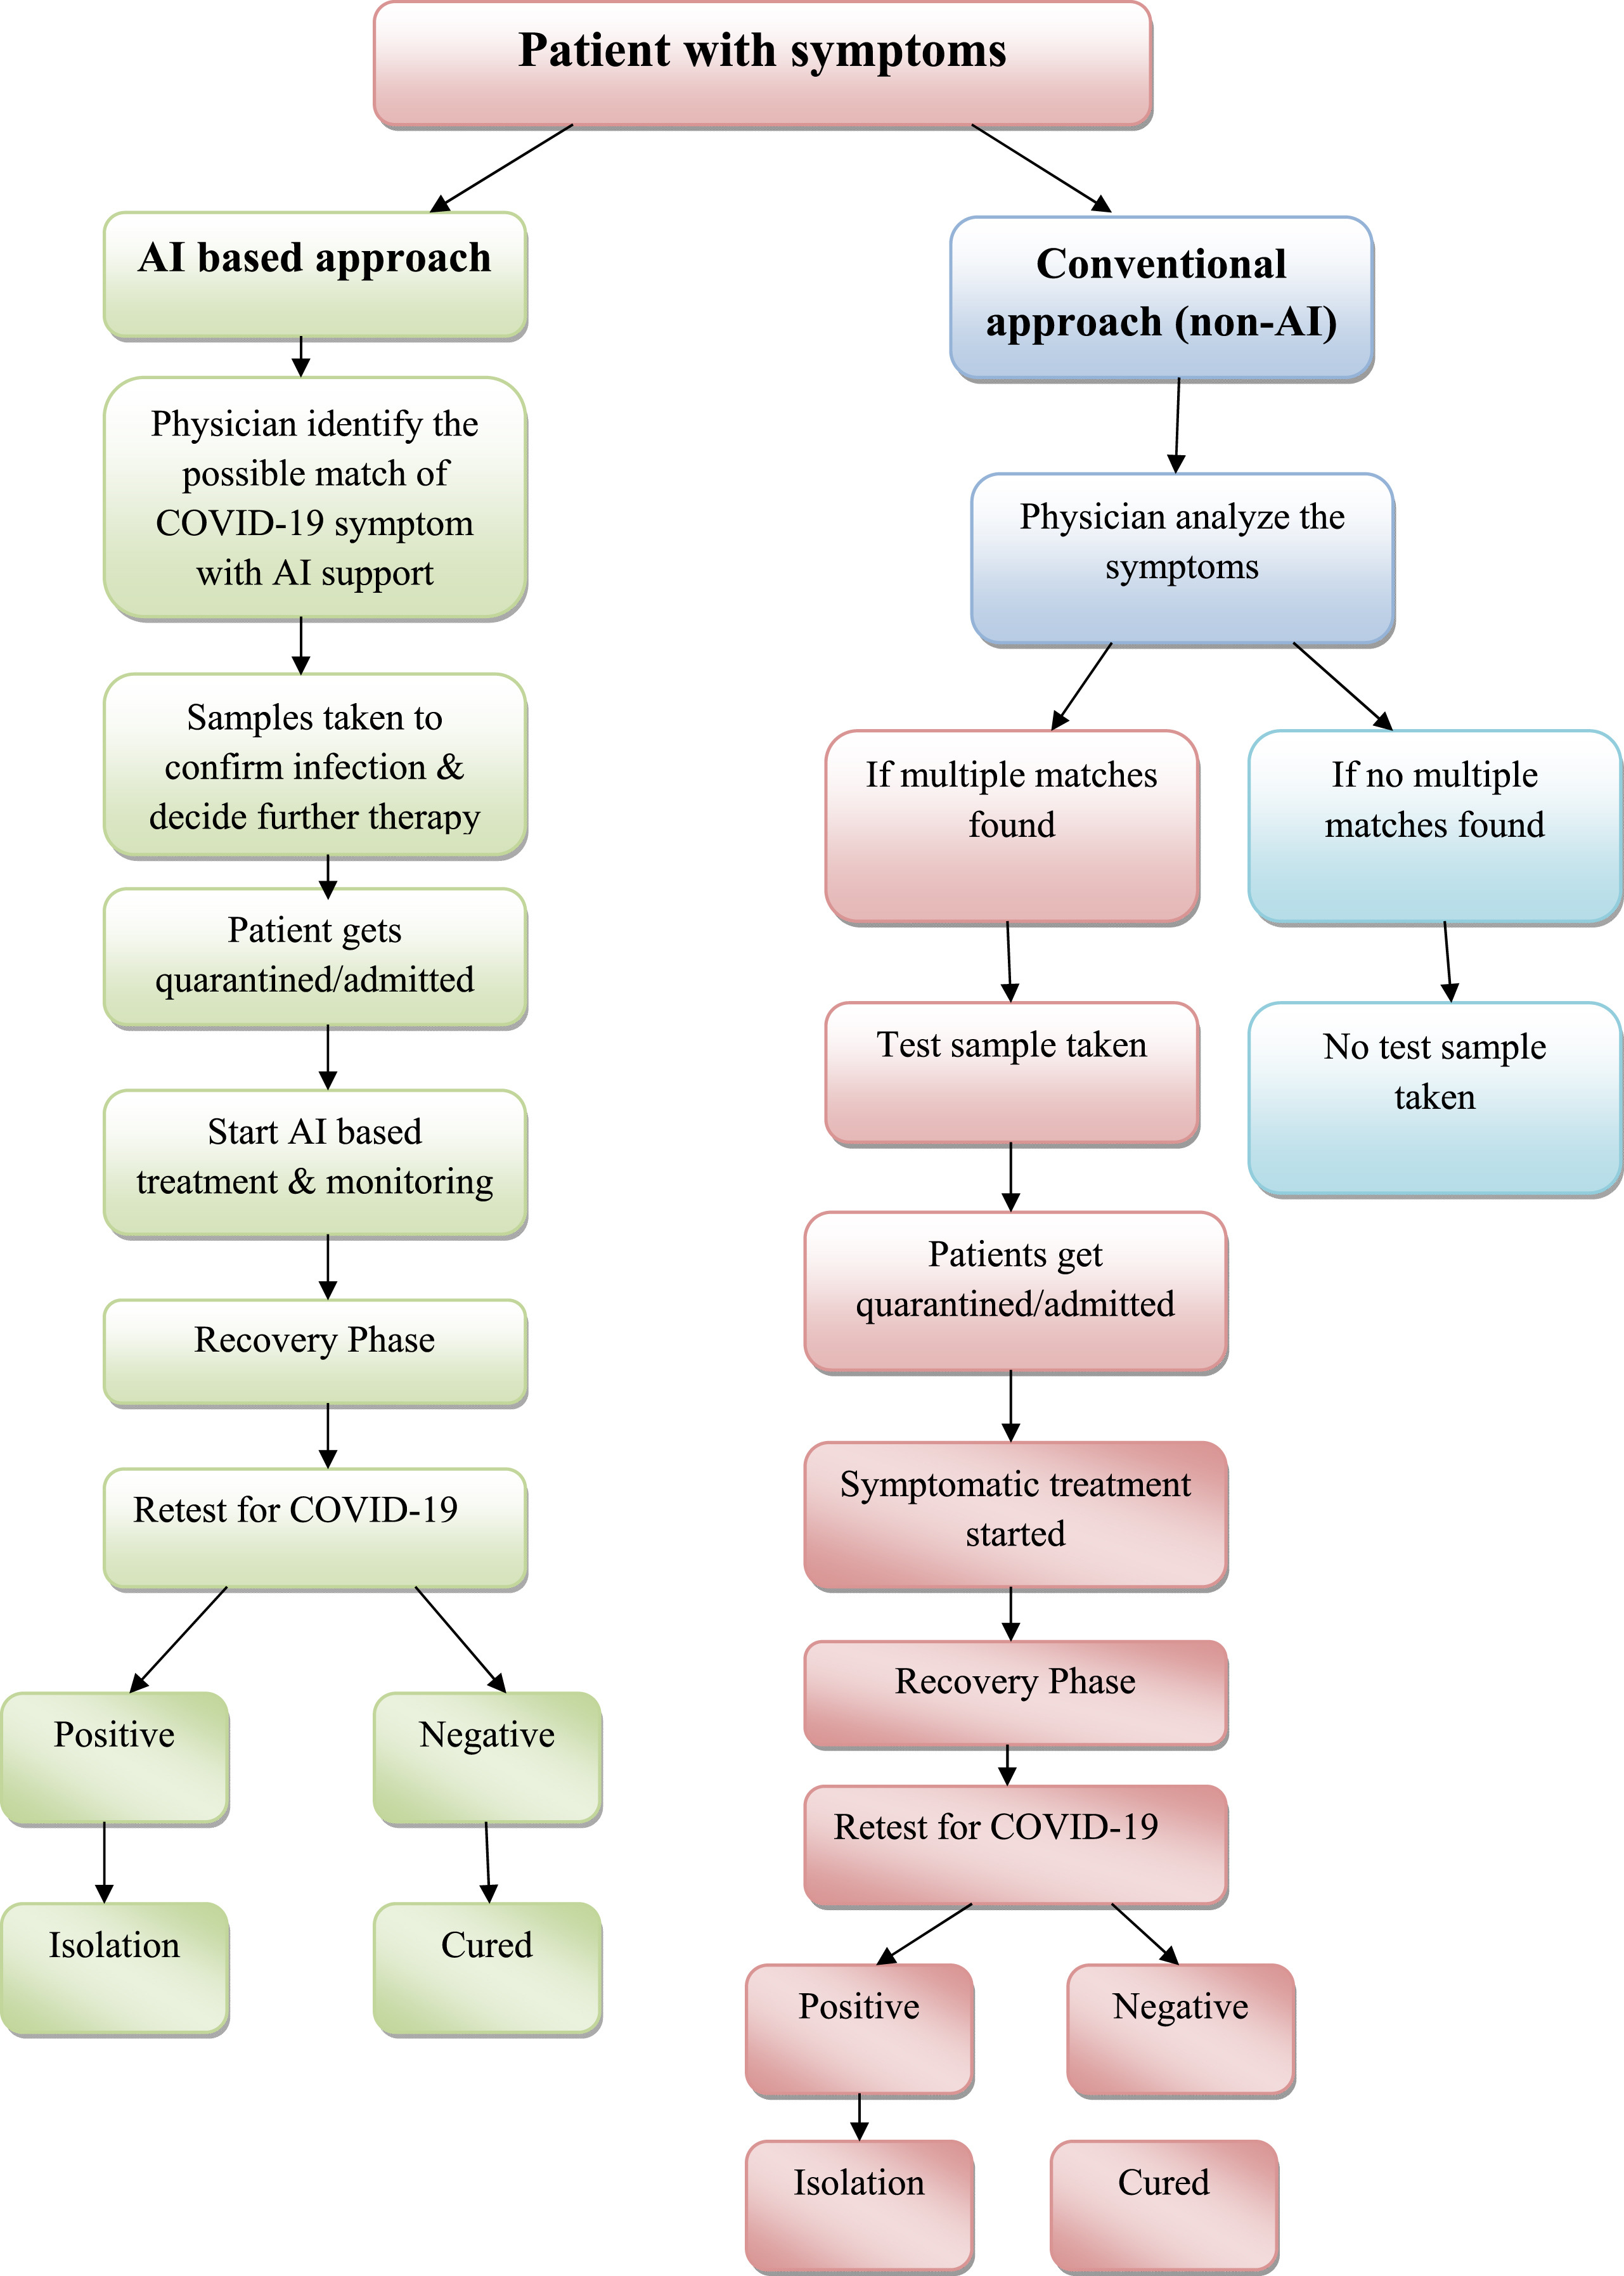 Patient with symptoms
AI based approach
Physician identify the
possible match of
COVID-19 symptom
with AI support
Samples taken to
confirm infection &
decide further therapy
Patient gets
quarantined/admitted
Start AI based
treatment & monitoring
Recovery Phase
Retest for COVID-19
Positive
Negative
Isolation
Cured
Conventional
approach (non-AI)
Physician analyze the
symptoms
If multiple matches
found
If no multiple
matches found
Test sample taken
No test sample
taken
Patients get
quarantined/admitted
Symptomatic treatment
started
Recovery Phase
Retest for COVID-19
Positive
Negative
Isolation
Cured